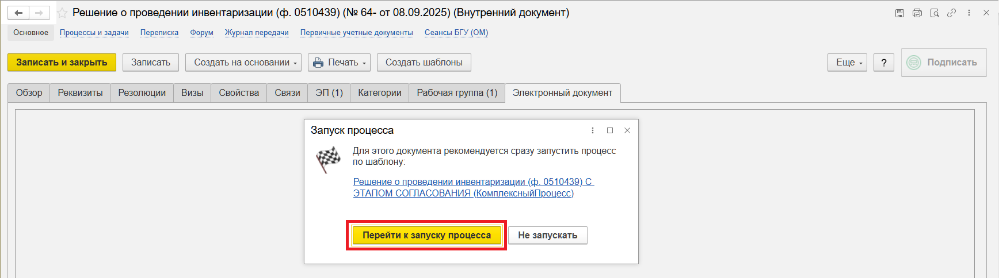 Решение о проведении инвентаризации (ф. 0510439) (№ 64- от 08.09.2025) (Внутренний документ)
Основное Процессы и задачи Переписка Форум Журнал передачи Первичные учетные документы Сеансы БГУ (ОМ)
Записать и закрыть Записать Создать на основании Печать Создать шаблоны Еще ? Подписать
Обзор Реквизиты Резолюции Визы Свойства Связи ЭП (1) Категории Рабочая группа (1) Электронный документ
Запуск процесса
Для этого документа рекомендуется сразу запустить процесс
по шаблону:
Решение о проведении инвентаризации (ф. 0510439) С
ЭТАПОМ СОГЛАСОВАНИЯ (КомплексныйПроцесс)
Перейти к запуску процесса Не запускать